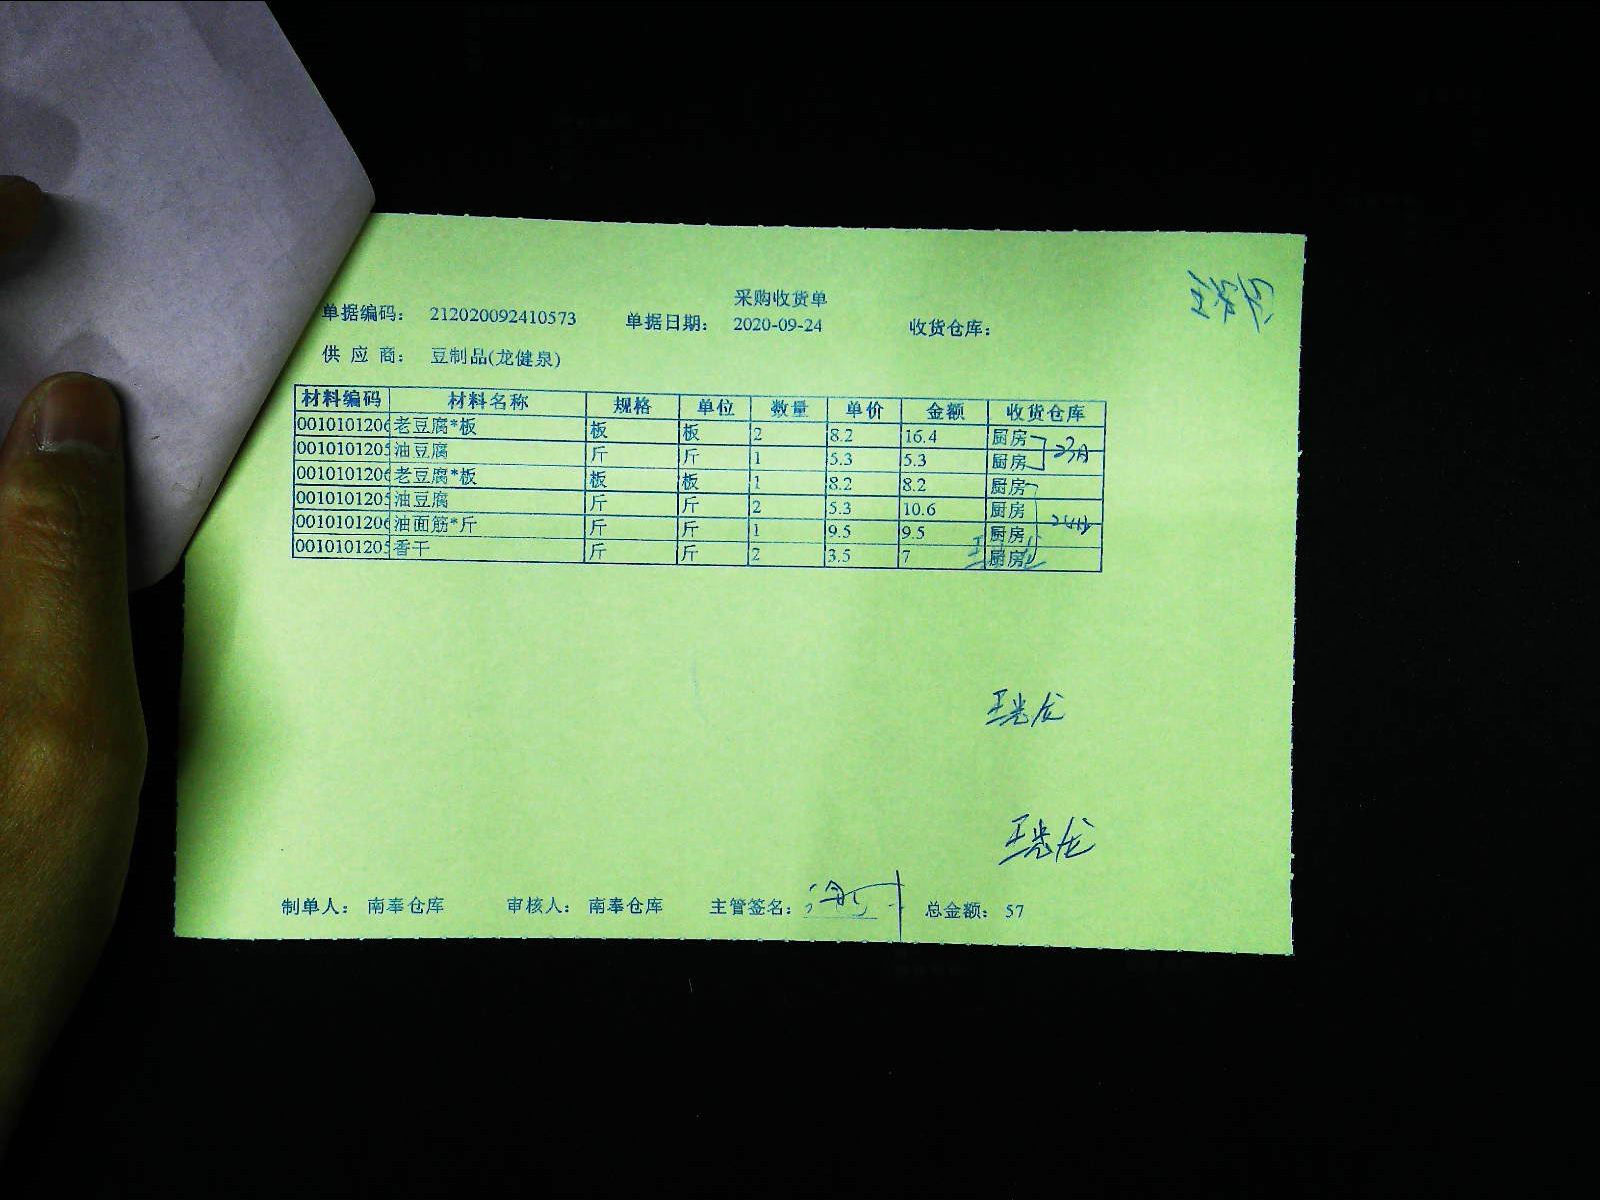 采购收货单
单据编码： 212020092410573 单据日期： 2020-09-24 收货仓库：
供 应 商： 豆制品(龙健泉)
材料编码 材料名称 规格 单位 数量 单价 金额 收货仓库
0010101206 老豆腐*板 板 板 2 8.2 16.4 厨房
0010101205 油豆腐 斤 斤 1 5.3 5.3 厨房
0010101206 老豆腐*板 板 板 1 8.2 8.2 厨房
0010101205 油豆腐 斤 斤 2 5.3 10.6 厨房
0010101206 油面筋*斤 斤 斤 1 9.5 9.5 厨房
0010101205 香干 斤 斤 2 3.5 7 厨房
王光龙
王光龙
制单人： 南奉仓库 审核人： 南奉仓库 主管签名： 总金额： 57